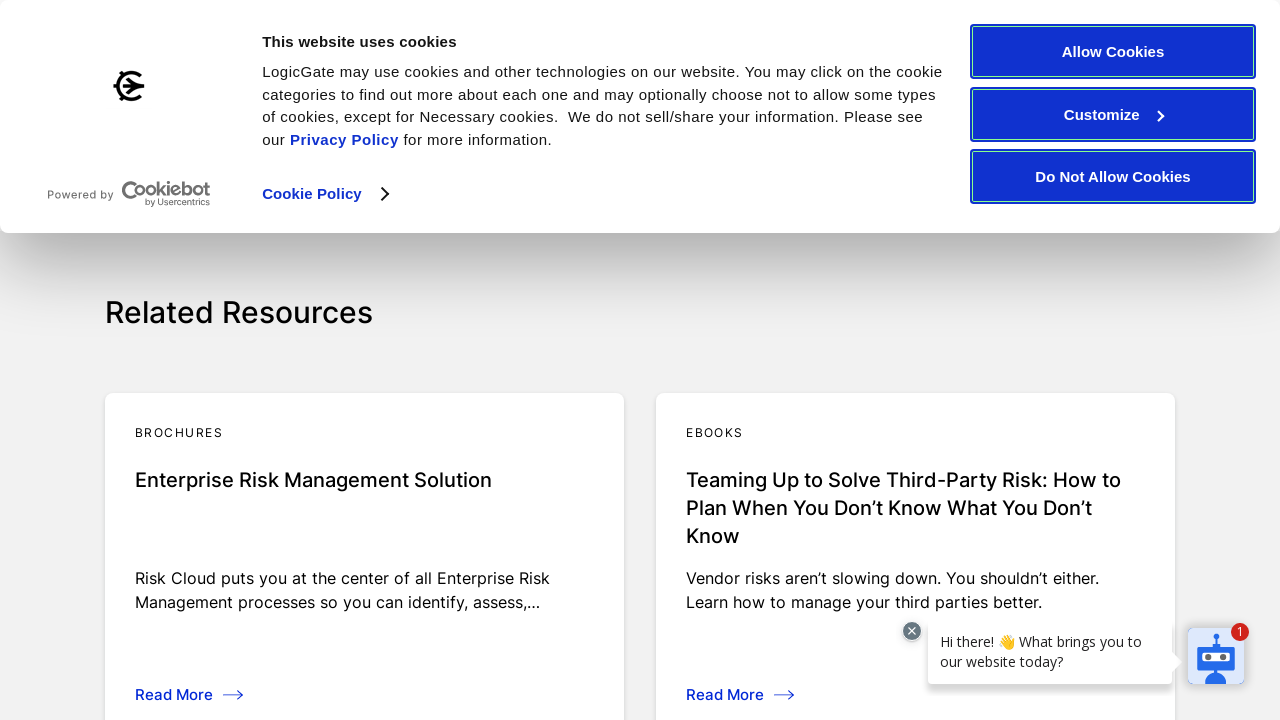 This website uses cookies
LogicGate may use cookies and other technologies on our website. You may click on the cookie
categories to find out more about each one and may optionally choose not to allow some types
of cookies, except for Necessary cookies.  We do not sell/share your information. Please see
our Privacy Policy for more information.
Powered by Cookiebot
by Usercentrics
Cookie Policy
Allow Cookies
Customize
Do Not Allow Cookies
Related Resources
BROCHURES
Enterprise Risk Management Solution
Risk Cloud puts you at the center of all Enterprise Risk
Management processes so you can identify, assess,...
Read More
EBOOKS
Teaming Up to Solve Third-Party Risk: How to
Plan When You Don’t Know What You Don’t
Know
Vendor risks aren’t slowing down. You shouldn’t either.
Learn how to manage your third parties better.
Read More
Hi there! 👋 What brings you to
our website today?
1